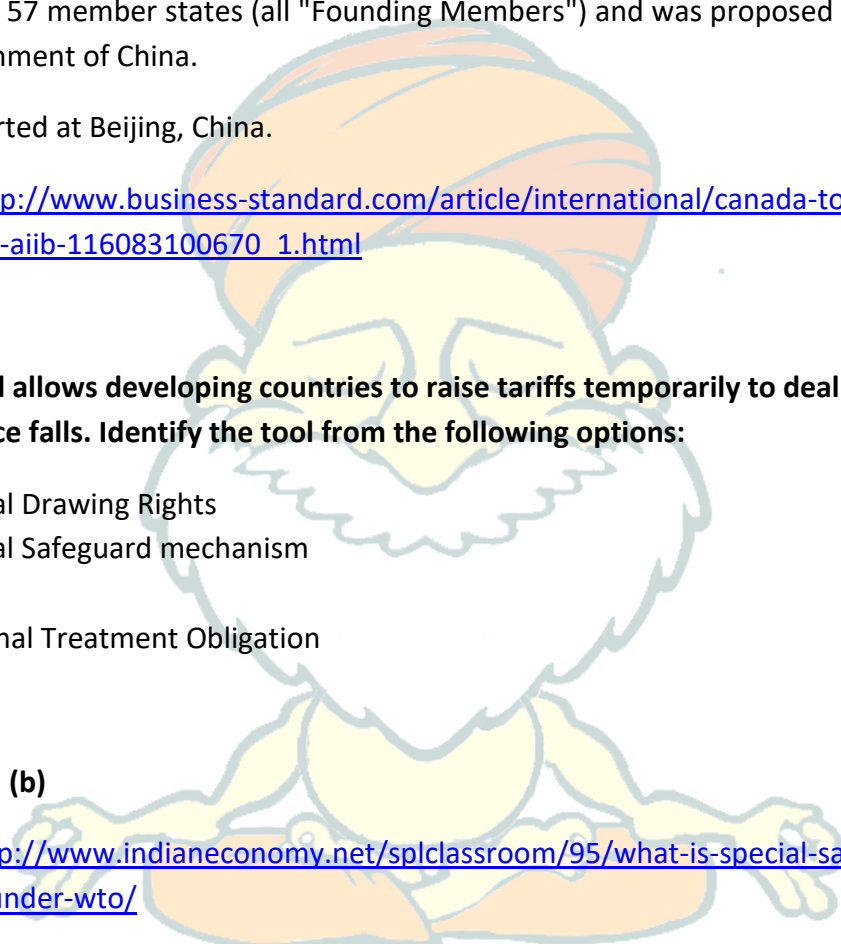 57 member states (all "Founding Members") and was proposed
nment of China.
rted at Beijing, China.
p://www.business-standard.com/article/international/canada-to
-aiib-116083100670_1.html
l allows developing countries to raise tariffs temporarily to deal
ce falls. Identify the tool from the following options:
al Drawing Rights
al Safeguard mechanism
nal Treatment Obligation
(b)
p://www.indianeconomy.net/splclassroom/95/what-is-special-sa
under-wto/